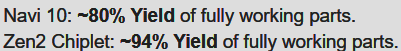 Navi 10: ~80% Yield of fully working parts.
Zen2 Chiplet: ~94% Yield of fully working parts.